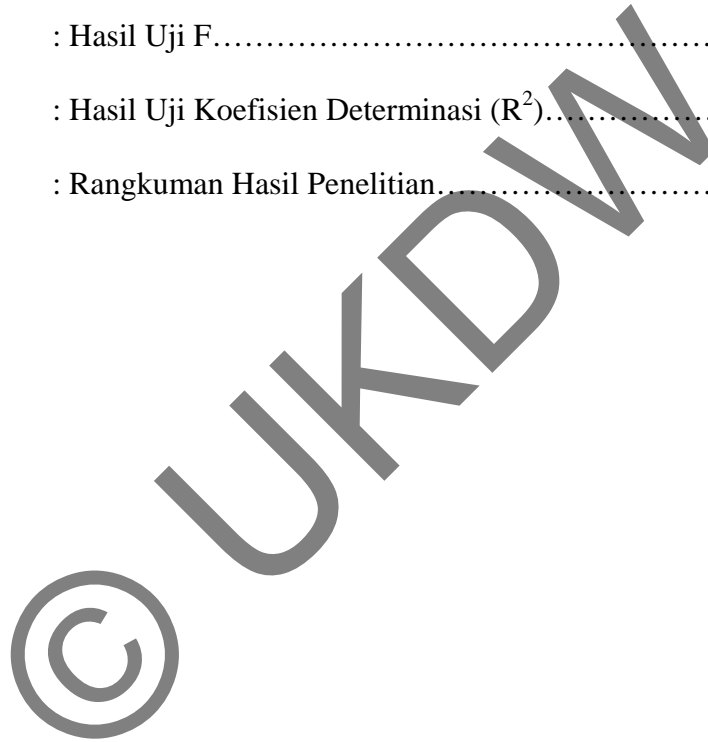 : Hasil Uji F……………………………………………
: Hasil Uji Koefisien Determinasi (R²)………………
: Rangkuman Hasil Penelitian…………………………
© UKDW